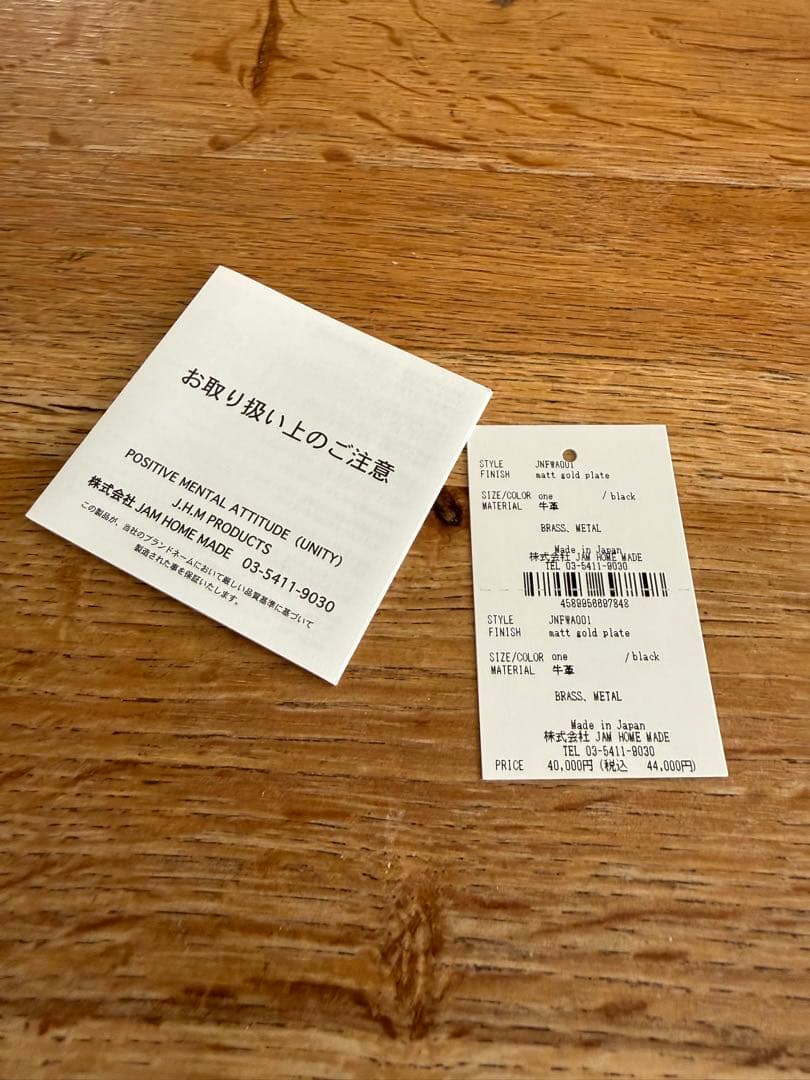 お取り扱い上のご注意
POSITIVE MENTAL ATTITUDE (UNITY)
J.H.M PRODUCTS
株式会社 JAM HOME MADE 03-5411-9030
この製品が、当社のブランドネームにおいて厳しい品質基準に基づいて
製造された事を保証いたします。
STYLE JNFWA001
FINISH matt gold plate
SIZE/COLOR one /black
MATERIAL 牛革
BRASS、METAL
Made in Japan
株式会社 JAM HOME MADE
TEL 03-5411-9030
STYLE JNFWA001
FINISH matt gold plate
SIZE/COLOR one /black
MATERIAL 牛革
BRASS、METAL
Made in Japan
株式会社 JAM HOME MADE
TEL 03-5411-9030
PRICE 40,000円 (税込 44,000円)